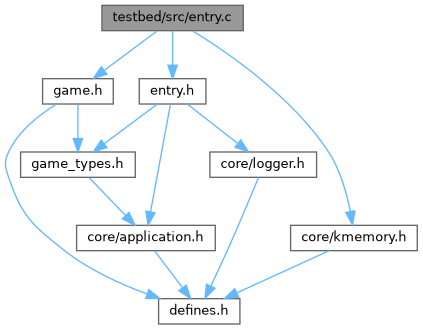 testbed/src/entry.c
game.h
entry.h
game_types.h
core/logger.h
core/application.h
core/kmemory.h
defines.h